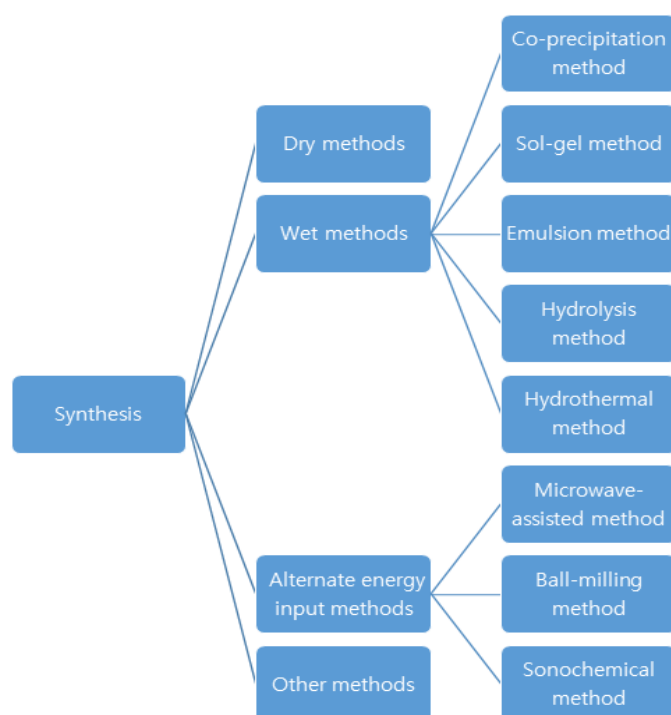 Synthesis
Dry methods
Wet methods
Co-precipitation
method
Sol-gel method
Emulsion method
Hydrolysis
method
Hydrothermal
method
Alternate energy
input methods
Microwave-
assisted method
Ball-milling
method
Sonochemical
method
Other methods